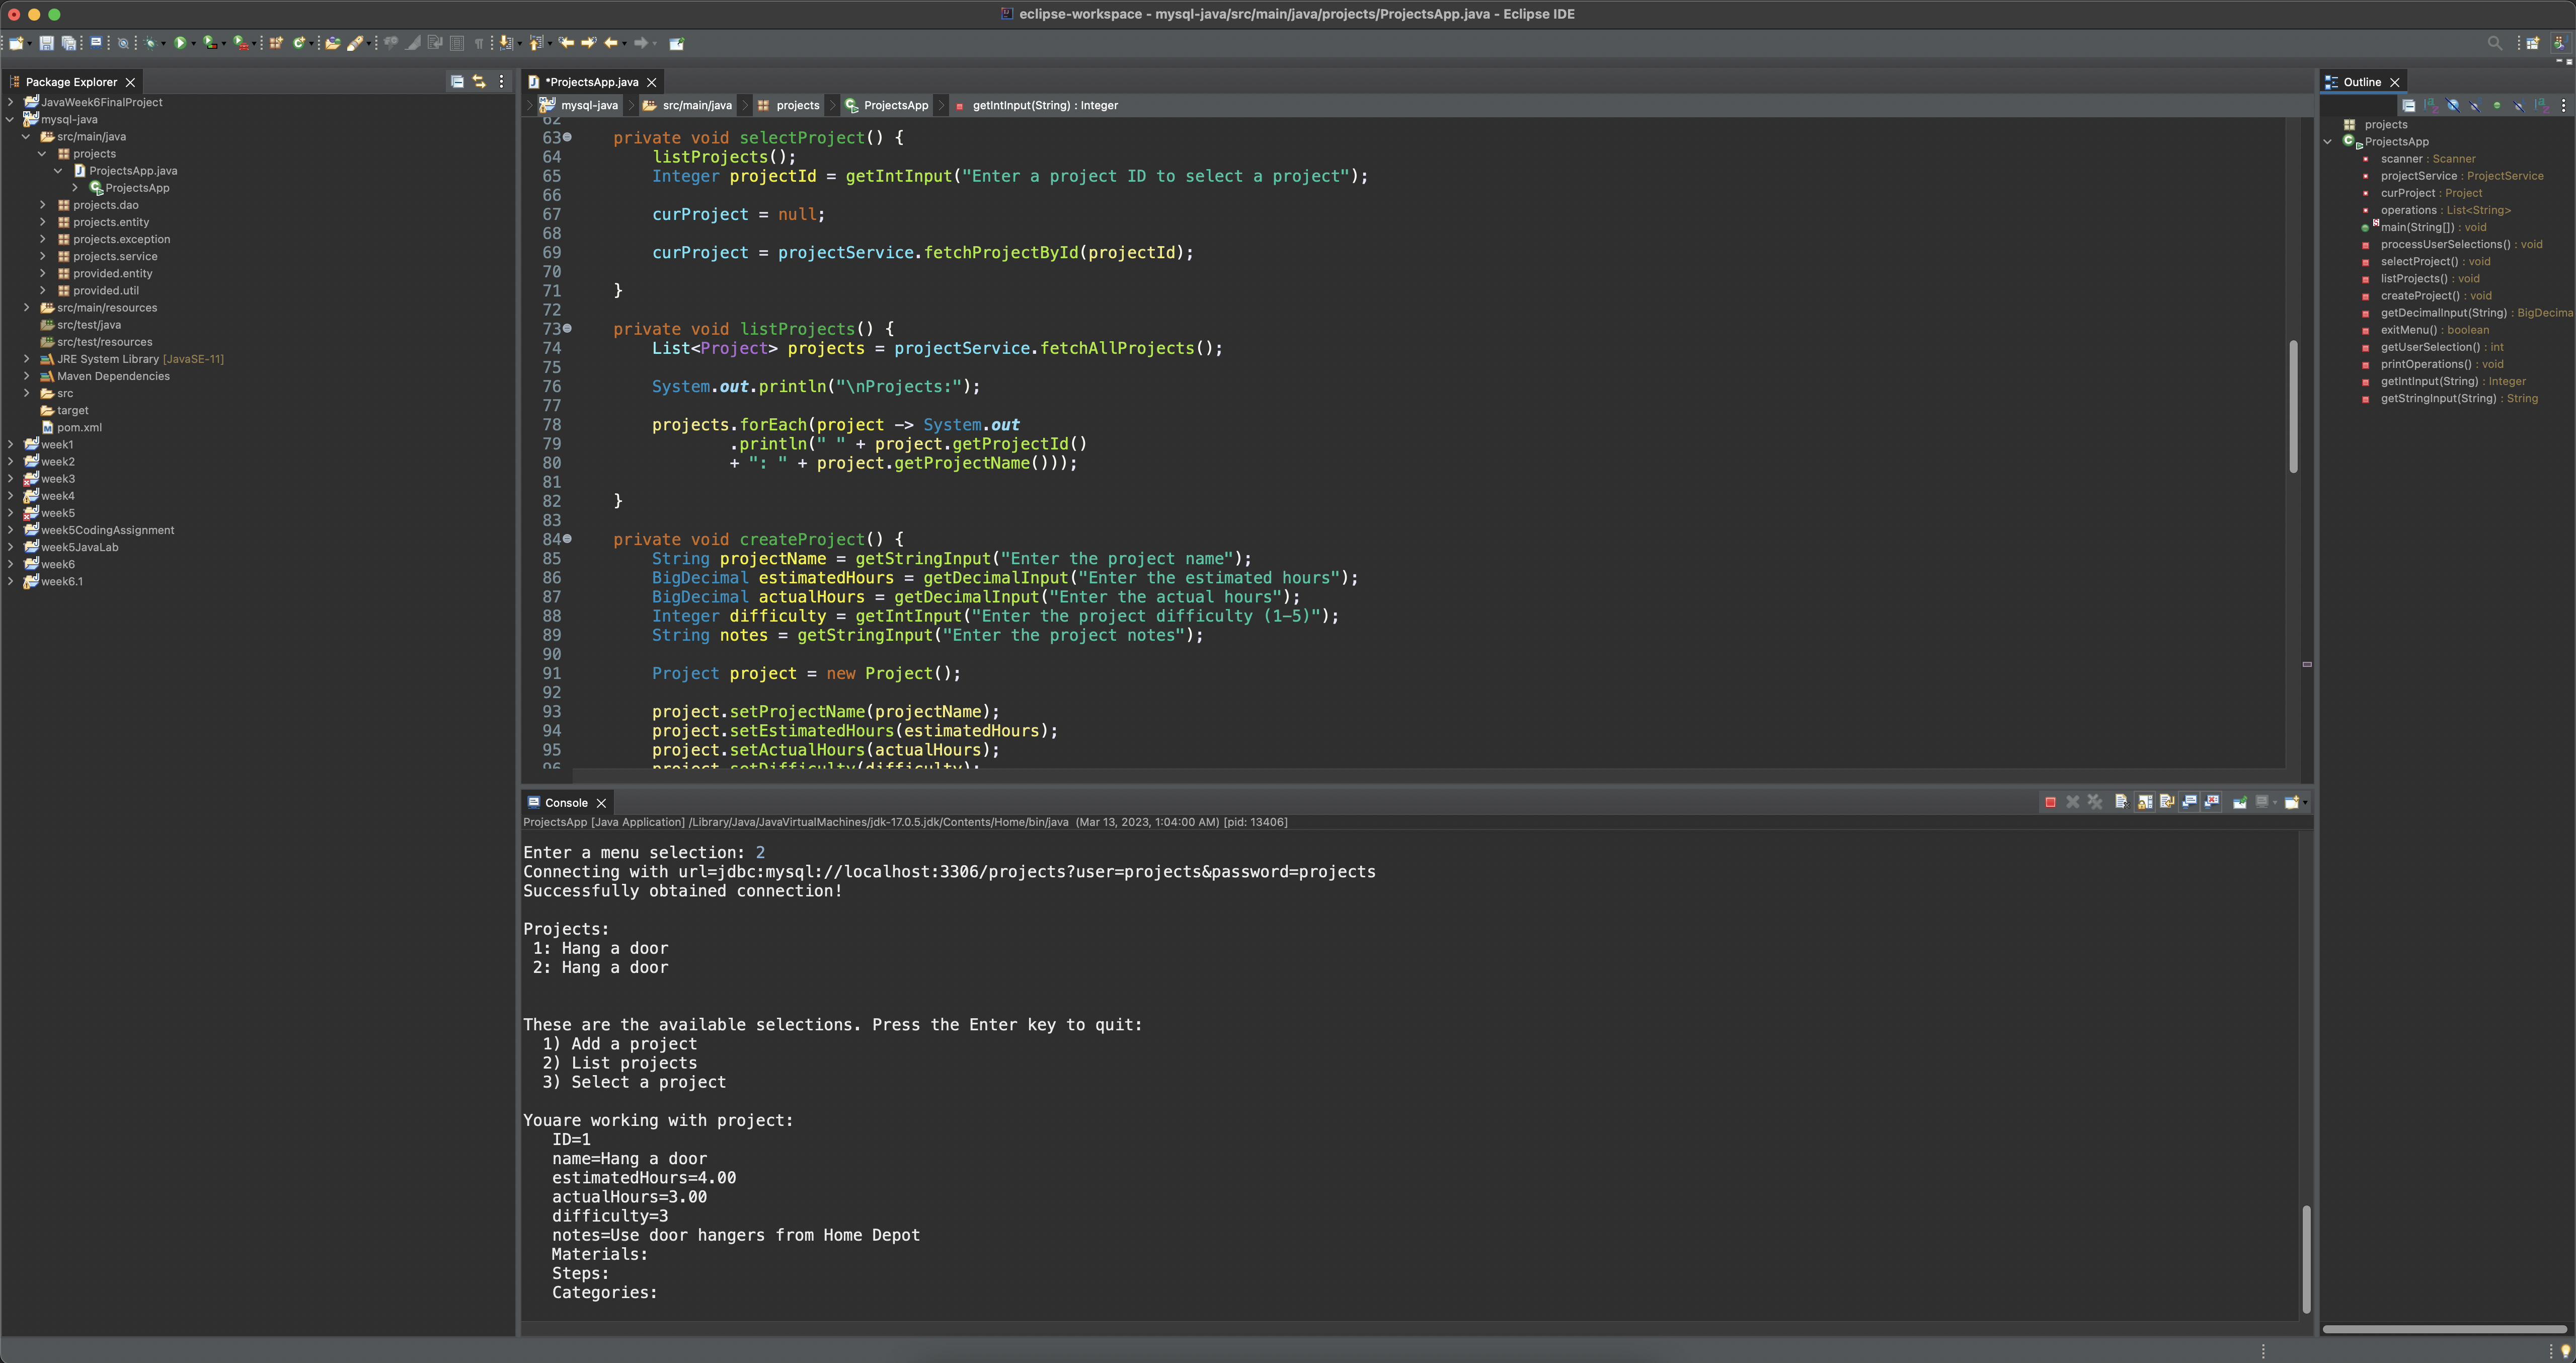 eclipse-workspace - mysql-java/src/main/java/projects/ProjectsApp.java - Eclipse IDE
Package Explorer
JavaWeek6FinalProject
mysql-java
src/main/java
projects
ProjectsApp.java
ProjectsApp
projects.dao
projects.entity
projects.exception
projects.service
provided.entity
provided.util
src/main/resources
src/test/java
src/test/resources
JRE System Library [JavaSE-11]
Maven Dependencies
src
target
pom.xml
week1
week2
week3
week4
week5
week5CodingAssignment
week5JavaLab
week6
week6.1
*ProjectsApp.java
mysql-java src/main/java projects ProjectsApp getIntInput(String) : Integer
62
63 private void selectProject() {
64 listProjects();
65 Integer projectId = getIntInput("Enter a project ID to select a project");
66
67 curProject = null;
68
69 curProject = projectService.fetchProjectById(projectId);
70
71 }
72
73 private void listProjects() {
74 List<Project> projects = projectService.fetchAllProjects();
75
76 System.out.println("\nProjects:");
77
78 projects.forEach(project -> System.out
79 .println(" " + project.getProjectId()
80 + ": " + project.getProjectName()));
81
82 }
83
84 private void createProject() {
85 String projectName = getStringInput("Enter the project name");
86 BigDecimal estimatedHours = getDecimalInput("Enter the estimated hours");
87 BigDecimal actualHours = getDecimalInput("Enter the actual hours");
88 Integer difficulty = getIntInput("Enter the project difficulty (1-5)");
89 String notes = getStringInput("Enter the project notes");
90
91 Project project = new Project();
92
93 project.setProjectName(projectName);
94 project.setEstimatedHours(estimatedHours);
95 project.setActualHours(actualHours);
96 project.setDifficulty(difficulty);
Console
ProjectsApp [Java Application] /Library/Java/JavaVirtualMachines/jdk-17.0.5.jdk/Contents/Home/bin/java (Mar 13, 2023, 1:04:00 AM) [pid: 13406]
Enter a menu selection: 2
Connecting with url=jdbc:mysql://localhost:3306/projects?user=projects&password=projects
Successfully obtained connection!
Projects:
1: Hang a door
2: Hang a door
These are the available selections. Press the Enter key to quit:
1) Add a project
2) List projects
3) Select a project
Youare working with project:
ID=1
name=Hang a door
estimatedHours=4.00
actualHours=3.00
difficulty=3
notes=Use door hangers from Home Depot
Materials:
Steps:
Categories:
Outline
projects
ProjectsApp
scanner : Scanner
projectService : ProjectService
curProject : Project
operations : List<String>
main(String[]) : void
processUserSelections() : void
selectProject() : void
listProjects() : void
createProject() : void
getDecimalInput(String) : BigDecima
exitMenu() : boolean
getUserSelection() : int
printOperations() : void
getIntInput(String) : Integer
getStringInput(String) : String